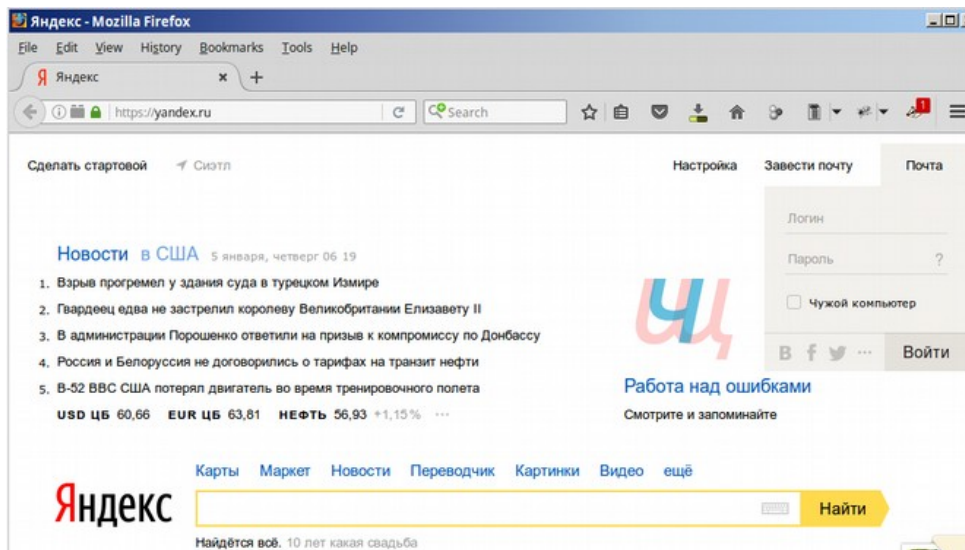 Яндекс - Mozilla Firefox
File Edit View History Bookmarks Tools Help
Я Яндекс
https://yandex.ru
Search
1
Сделать стартовой Сиэтл Настройка Завести почту Почта
Логин
Пароль ?
Чужой компьютер
Войти
Новости в США 5 января, четверг 06 19
1. Взрыв прогремел у здания суда в турецком Измире
2. Гвардеец едва не застрелил королеву Великобритании Елизавету II
3. В администрации Порошенко ответили на призыв к компромиссу по Донбассу
4. Россия и Белоруссия не договорились о тарифах на транзит нефти
5. B-52 ВВС США потерял двигатель во время тренировочного полета
USD ЦБ 60,66 EUR ЦБ 63,81 НЕФТЬ 56,93 +1,15% ···
ЧЩ
Работа над ошибками
Смотрите и запоминайте
Карты Маркет Новости Переводчик Картинки Видео ещё
Яндекс
Найти
Найдётся всё. 10 лет какая свадьба